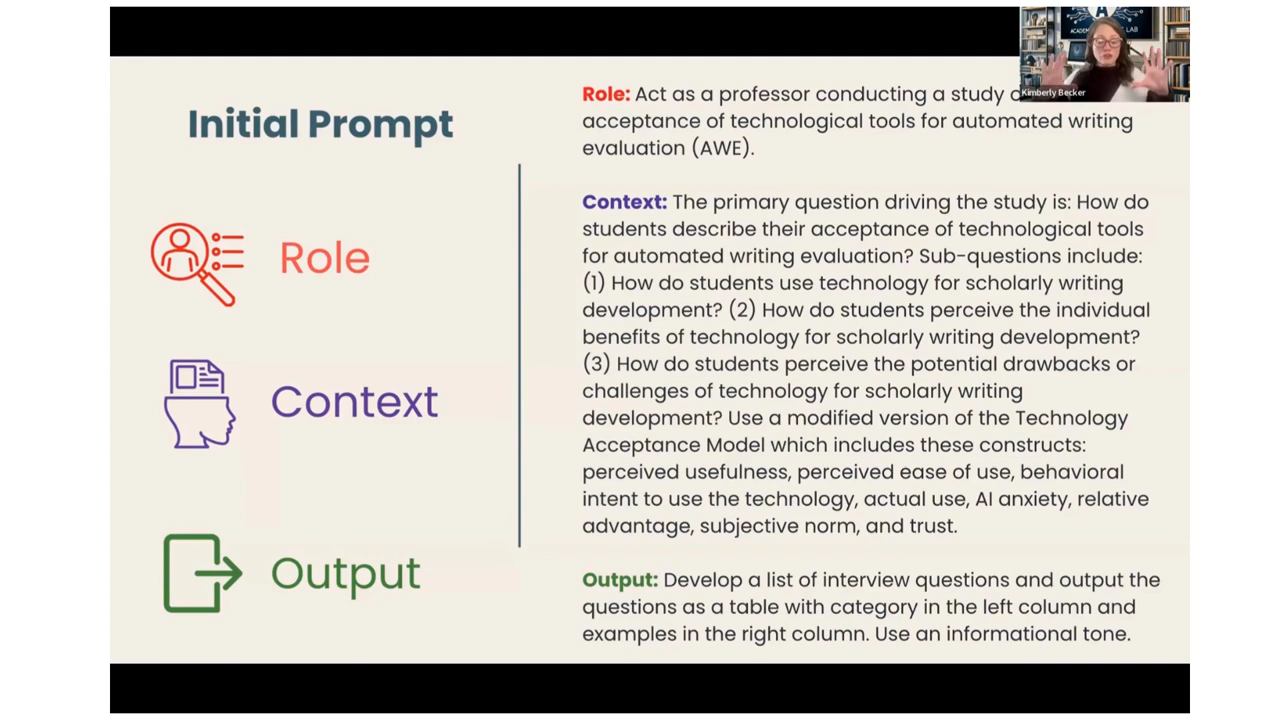 Initial Prompt
Role
Context
Output
Role: Act as a professor conducting a study
acceptance of technological tools for automated writing
evaluation (AWE).
Context: The primary question driving the study is: How do
students describe their acceptance of technological tools
for automated writing evaluation? Sub-questions include:
(1) How do students use technology for scholarly writing
development? (2) How do students perceive the individual
benefits of technology for scholarly writing development?
(3) How do students perceive the potential drawbacks or
challenges of technology for scholarly writing
development? Use a modified version of the Technology
Acceptance Model which includes these constructs:
perceived usefulness, perceived ease of use, behavioral
intent to use the technology, actual use, AI anxiety, relative
advantage, subjective norm, and trust.
Output: Develop a list of interview questions and output the
questions as a table with category in the left column and
examples in the right column. Use an informational tone.
A
LAB
Kimberly Becker